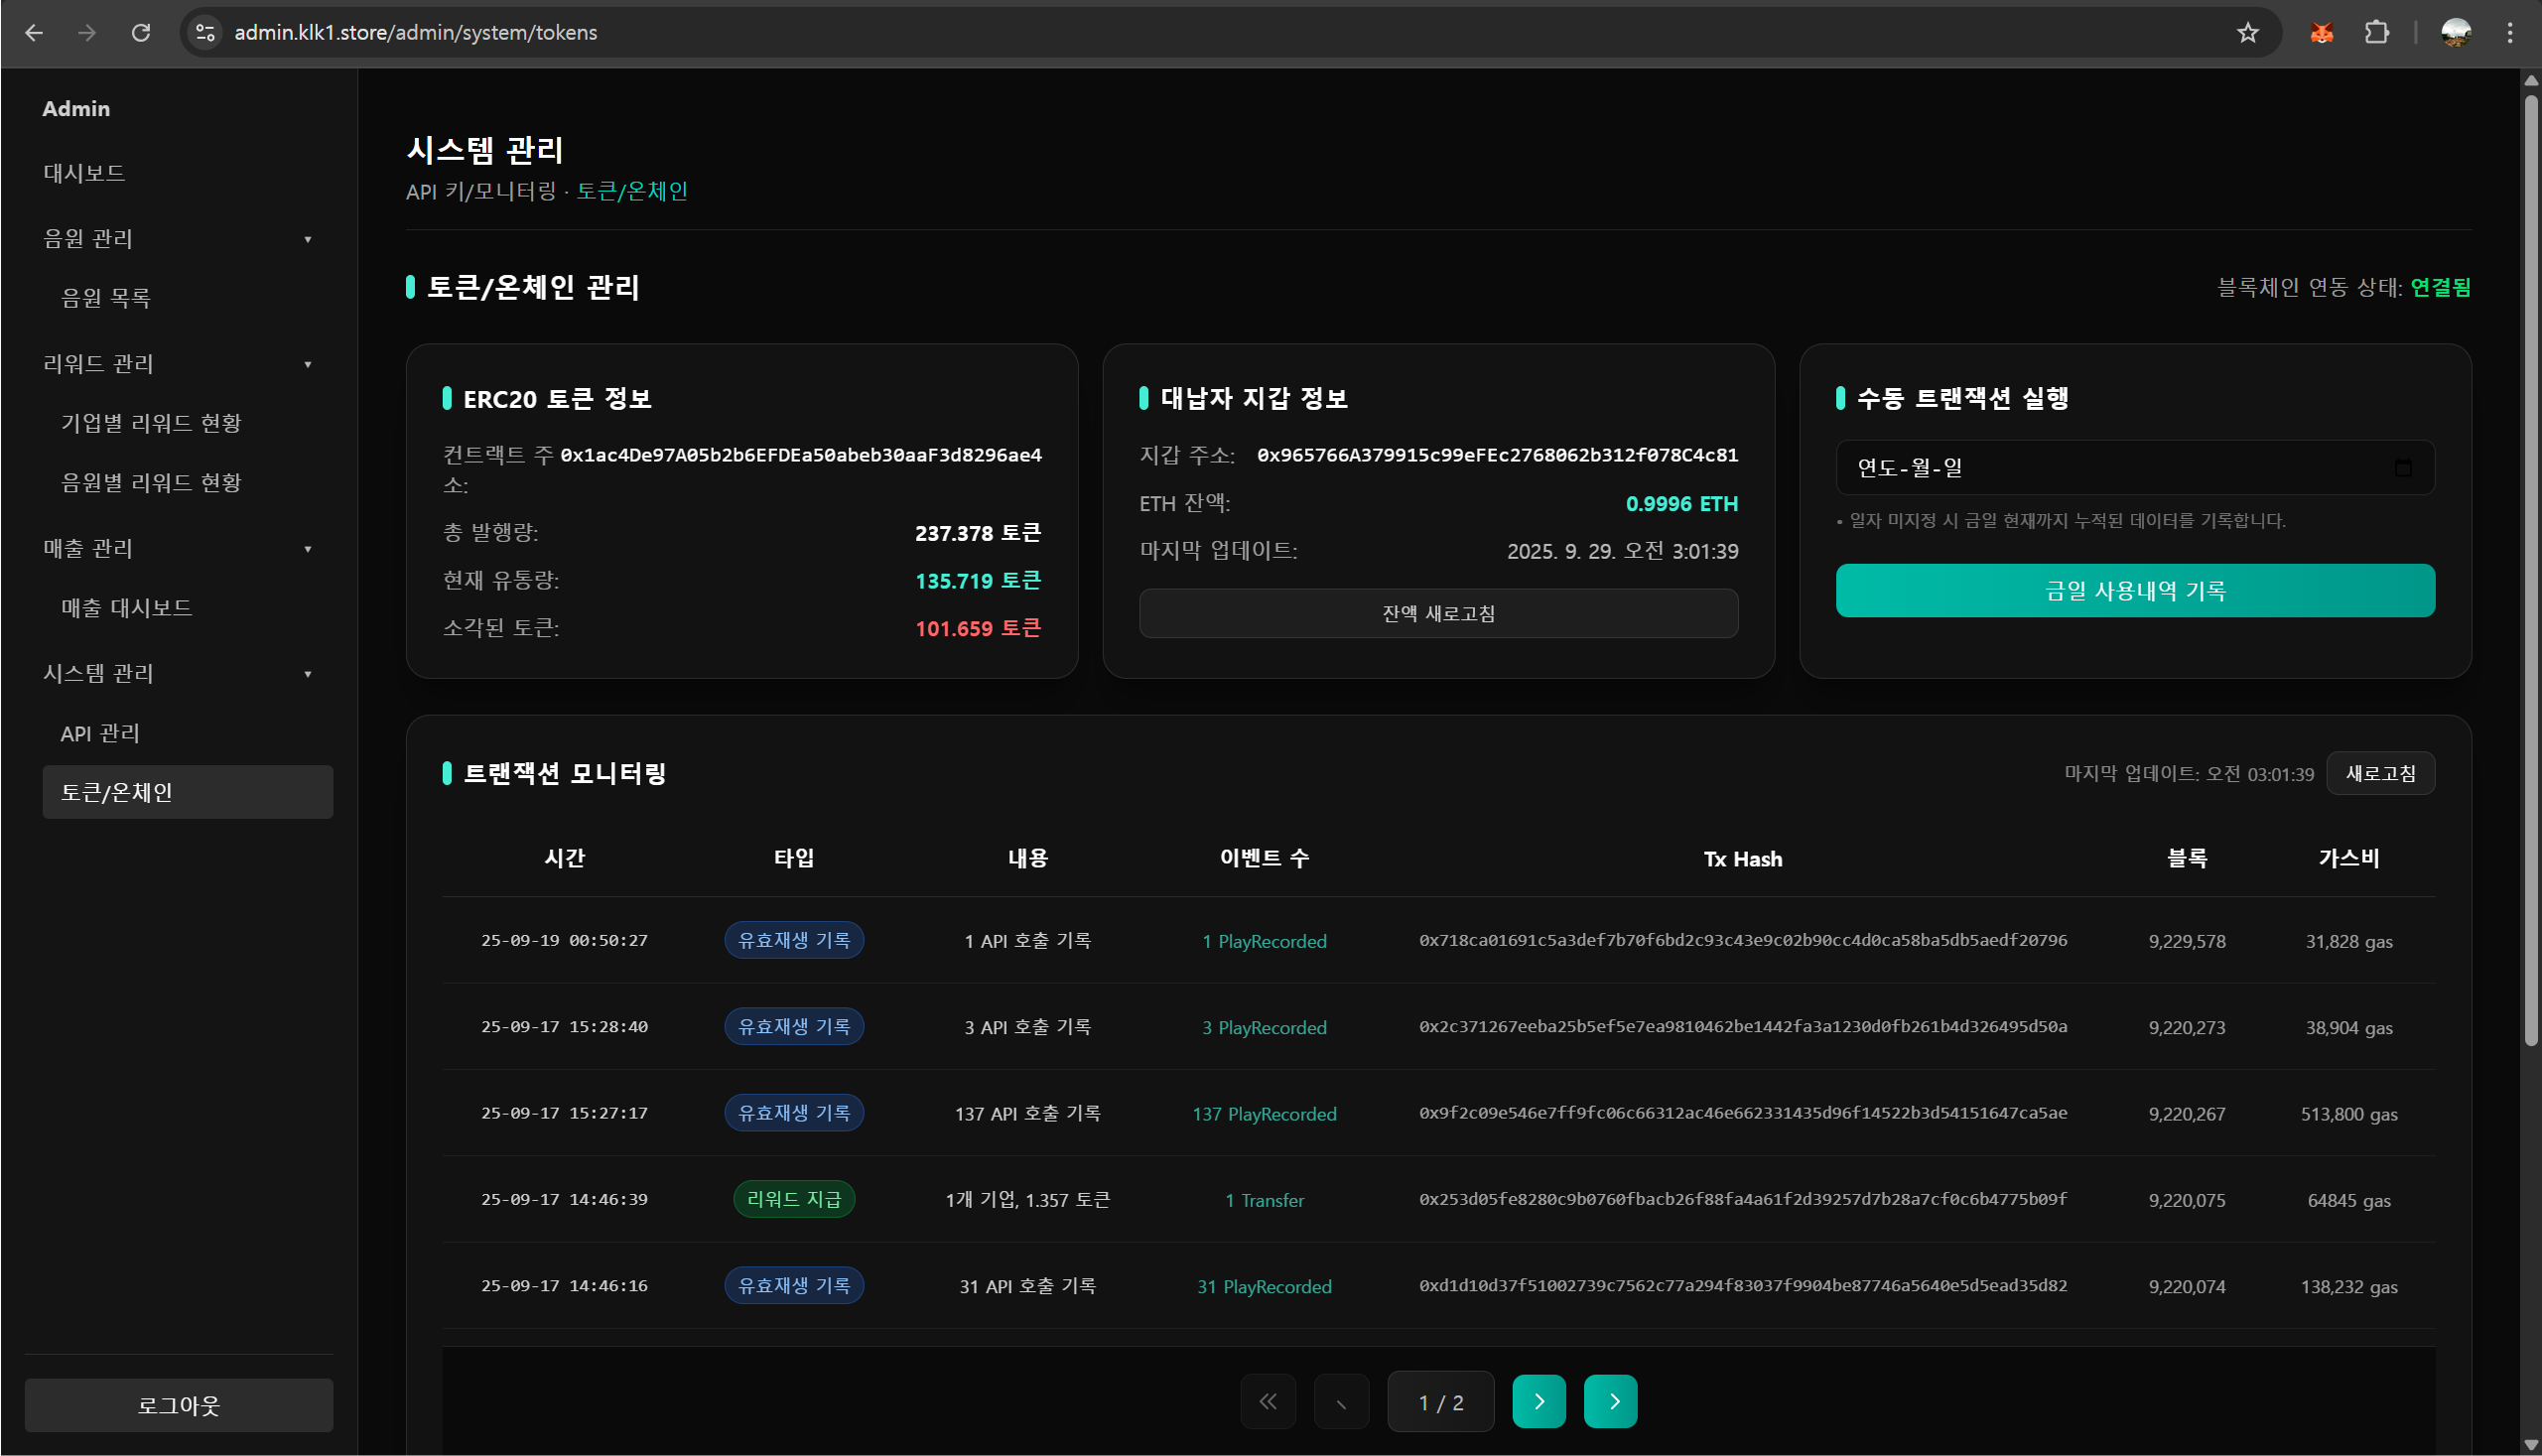 admin.klk1.store/admin/system/tokens
Admin
대시보드
음원 관리
음원 목록
리워드 관리
기업별 리워드 현황
음원별 리워드 현황
매출 관리
매출 대시보드
시스템 관리
API 관리
토큰/온체인
로그아웃
시스템 관리
API 키/모니터링 · 토큰/온체인
토큰/온체인 관리
블록체인 연동 상태: 연결됨
ERC20 토큰 정보
컨트랙트 주 0x1ac4De97A05b2b6EFDEa50abeb30aaF3d8296ae4
소:
총 발행량: 237.378 토큰
현재 유통량: 135.719 토큰
소각된 토큰: 101.659 토큰
대납자 지갑 정보
지갑 주소: 0x965766A379915c99eFEc2768062b312f078C4c81
ETH 잔액: 0.9996 ETH
마지막 업데이트: 2025. 9. 29. 오전 3:01:39
잔액 새로고침
수동 트랜잭션 실행
연도-월-일
• 일자 미지정 시 금일 현재까지 누적된 데이터를 기록합니다.
금일 사용내역 기록
트랜잭션 모니터링
마지막 업데이트: 오전 03:01:39 새로고침
시간 타입 내용 이벤트 수 Tx Hash 블록 가스비
25-09-19 00:50:27 유효재생 기록 1 API 호출 기록 1 PlayRecorded 0x718ca01691c5a3def7b70f6bd2c93c43e9c02b90cc4d0ca58ba5db5aedf20796 9,229,578 31,828 gas
25-09-17 15:28:40 유효재생 기록 3 API 호출 기록 3 PlayRecorded 0x2c371267eeba25b5ef5e7ea9810462be1442fa3a1230d0fb261b4d326495d50a 9,220,273 38,904 gas
25-09-17 15:27:17 유효재생 기록 137 API 호출 기록 137 PlayRecorded 0x9f2c09e546e7ff9fc06c66312ac46e662331435d96f14522b3d54151647ca5ae 9,220,267 513,800 gas
25-09-17 14:46:39 리워드 지급 1개 기업, 1.357 토큰 1 Transfer 0x253d05fe8280c9b0760fbacb26f88fa4a61f2d39257d7b28a7cf0c6b4775b09f 9,220,075 64845 gas
25-09-17 14:46:16 유효재생 기록 31 API 호출 기록 31 PlayRecorded 0xd1d10d37f51002739c7562c77a294f83037f9904be87746a5640e5d5ead35d82 9,220,074 138,232 gas
1 / 2